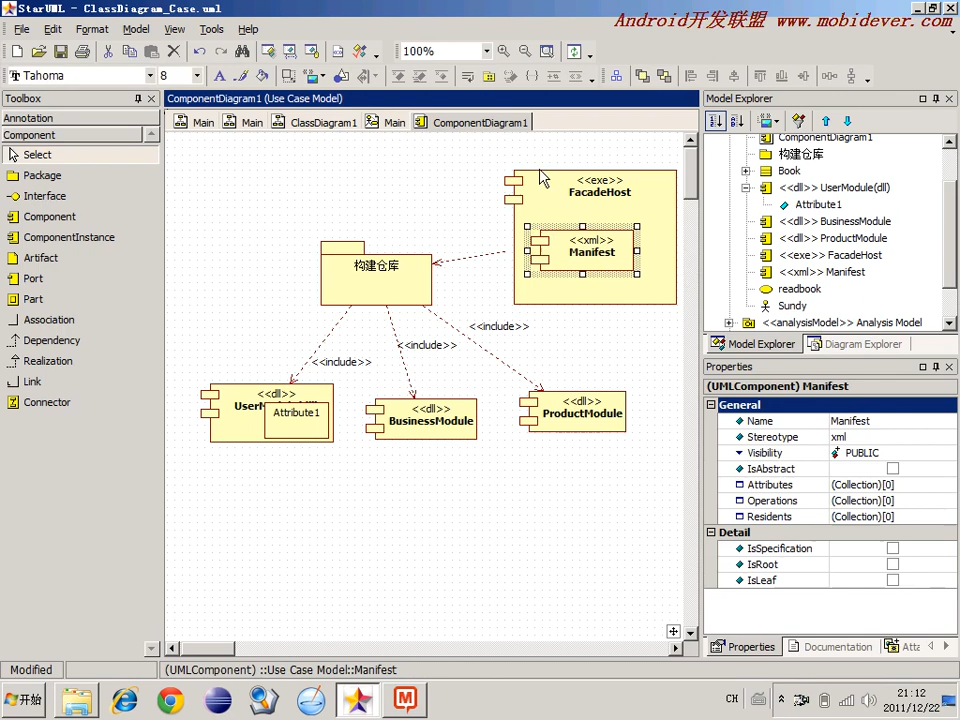 StarUML - ClassDiagram_Case.uml
Android开发联盟 www.mobidever.com
File Edit Format Model View Tools Help
100%
Tahoma 8
Toolbox
Annotation
Component
Select
Package
Interface
Component
ComponentInstance
Artifact
Port
Part
Association
Dependency
Realization
Link
Connector
ComponentDiagram1 (Use Case Model)
Main Main ClassDiagram1 Main ComponentDiagram1
<<exe>>
FacadeHost
<<xml>>
Manifest
构建仓库
<<include>>
<<include>>
<<include>>
<<dll>>
Attribute1
<<dll>>
BusinessModule
<<dll>>
ProductModule
Model Explorer
ComponentDiagram1
构建仓库
Book
<<dll>> UserModule(dll)
Attribute1
<<dll>> BusinessModule
<<dll>> ProductModule
<<exe>> FacadeHost
<<xml>> Manifest
readbook
Sundy
<<analysisModel>> Analysis Model
Model Explorer Diagram Explorer
Properties
(UMLComponent) Manifest
General
Name Manifest
Stereotype xml
Visibility PUBLIC
IsAbstract
Attributes (Collection)[0]
Operations (Collection)[0]
Residents (Collection)[0]
Detail
IsSpecification
IsRoot
IsLeaf
Properties Documentation Atta
Modified (UMLComponent) ::Use Case Model::Manifest
开始
CH
21:12
2011/12/22